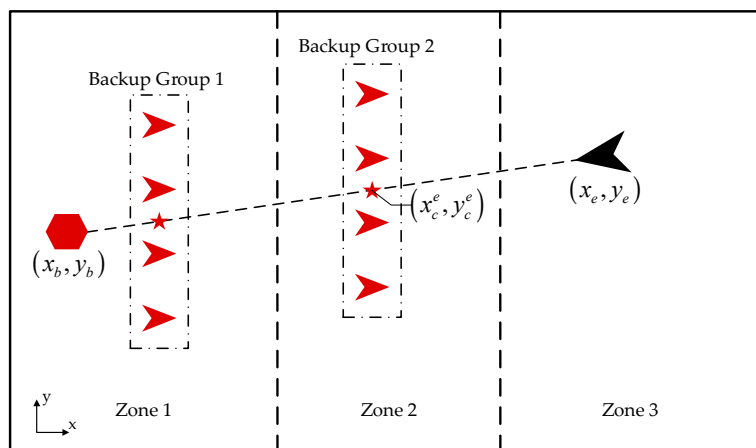 Backup Group 2
Backup Group 1
(x_e, y_e)
(x_c^e, y_c^e)
(x_b, y_b)
y
x
Zone 1
Zone 2
Zone 3